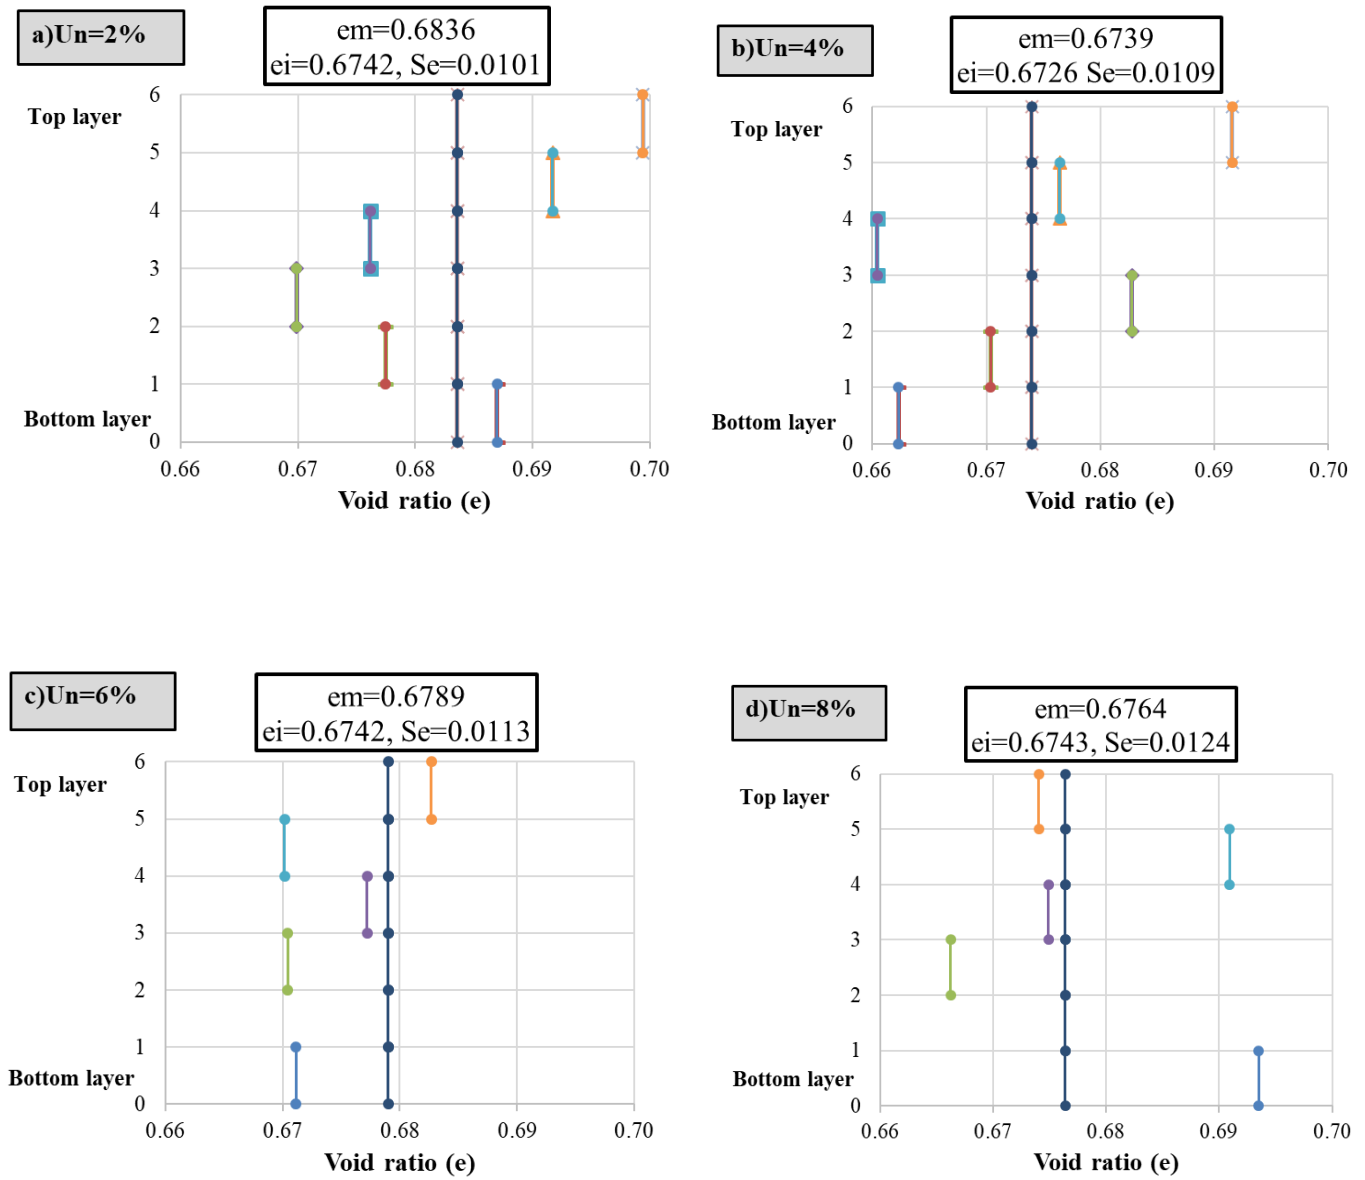 a)Un=2%
em=0.6836
ei=0.6742, Se=0.0101
6
Top layer
5
4
3
2
1
Bottom layer
0
0.66 0.67 0.68 0.69 0.70
Void ratio (e)
b)Un=4%
em=0.6739
ei=0.6726 Se=0.0109
6
Top layer
5
4
3
2
1
Bottom layer
0
0.66 0.67 0.68 0.69 0.70
Void ratio (e)
c)Un=6%
em=0.6789
ei=0.6742, Se=0.0113
6
Top layer
5
4
3
2
1
Bottom layer
0
0.66 0.67 0.68 0.69 0.70
Void ratio (e)
d)Un=8%
em=0.6764
ei=0.6743, Se=0.0124
6
Top layer
5
4
3
2
1
Bottom layer
0
0.66 0.67 0.68 0.69 0.70
Void ratio (e)